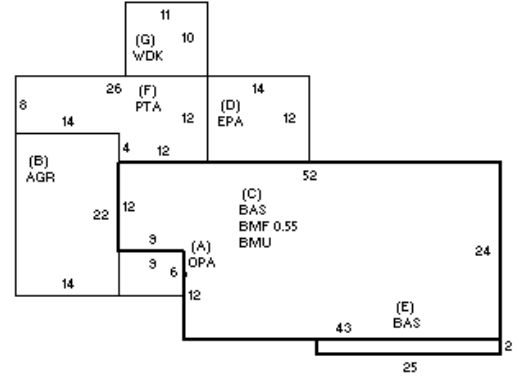 11
10
(G)
WDK
8
26
(F)
PTA
12
14
(D)
EPA
12
14
4
12
(B)
AGR
52
22
12
(C)
BAS
BMF 0.55
BMU
24
9
(A)
OPA
9
6
14
12
43
(E)
BAS
2
25